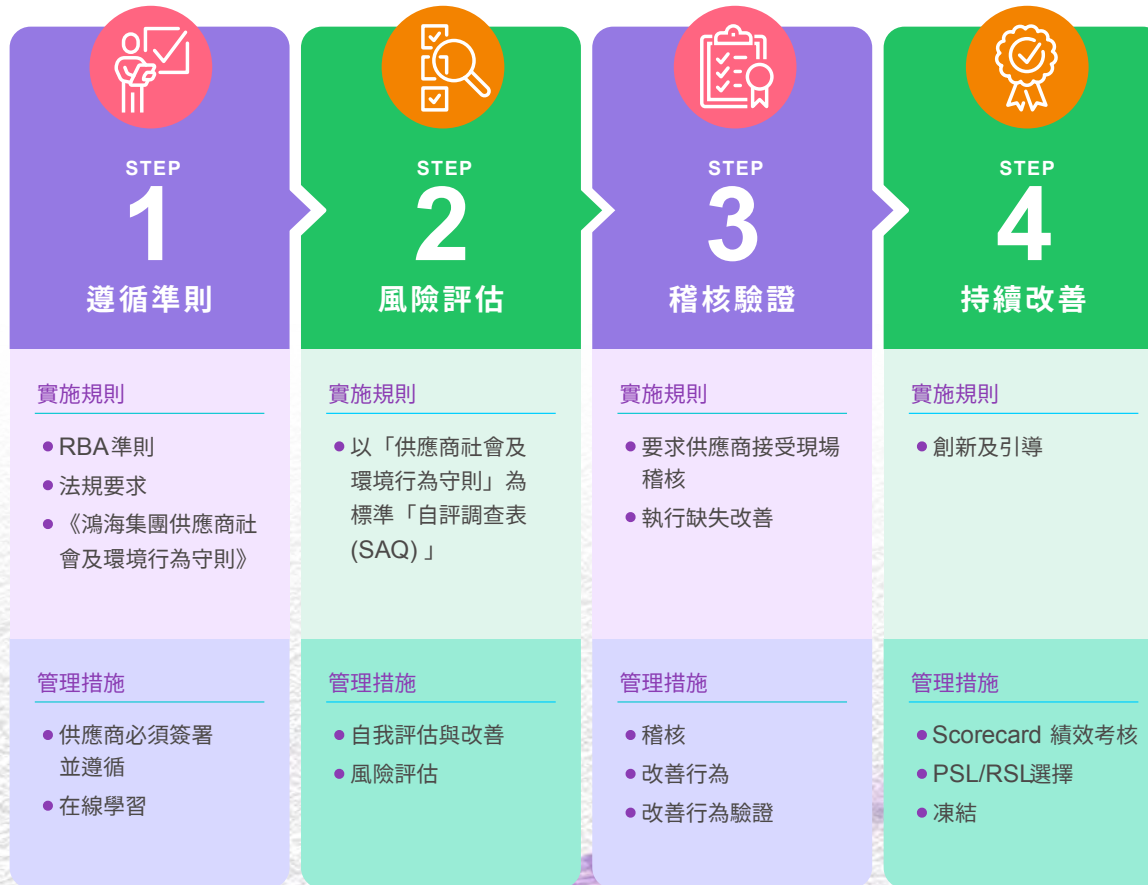 STEP
1
遵循準則
實施規則
●RBA準則
●法規要求
●《鴻海集團供應商社
會及環境行為守則》
管理措施
●供應商必須簽署
並遵循
●在線學習
STEP
2
風險評估
實施規則
●以「供應商社會及
環境行為守則」為
標準「自評調查表
(SAQ) 」
管理措施
●自我評估與改善
●風險評估
STEP
3
稽核驗證
實施規則
●要求供應商接受現場
稽核
●執行缺失改善
管理措施
●稽核
●改善行為
●改善行為驗證
STEP
4
持續改善
實施規則
●創新及引導
管理措施
●Scorecard 績效考核
●PSL/RSL選擇
●凍結